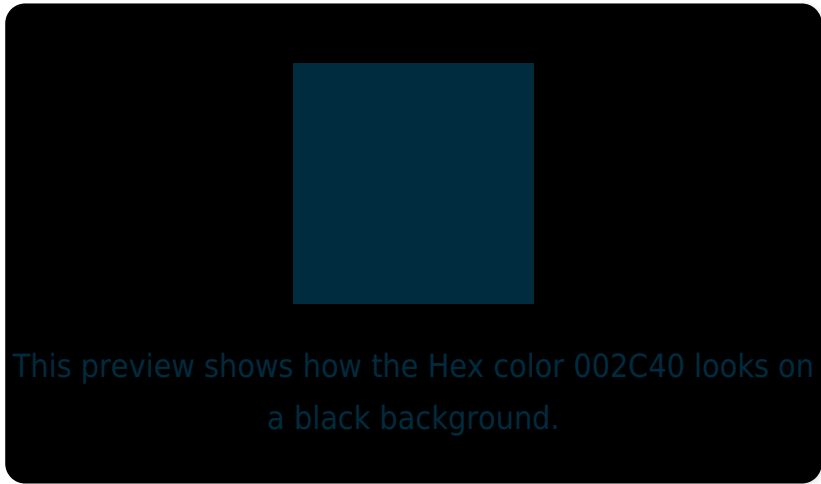 This preview shows how the Hex color 002C40 looks on
a black background.